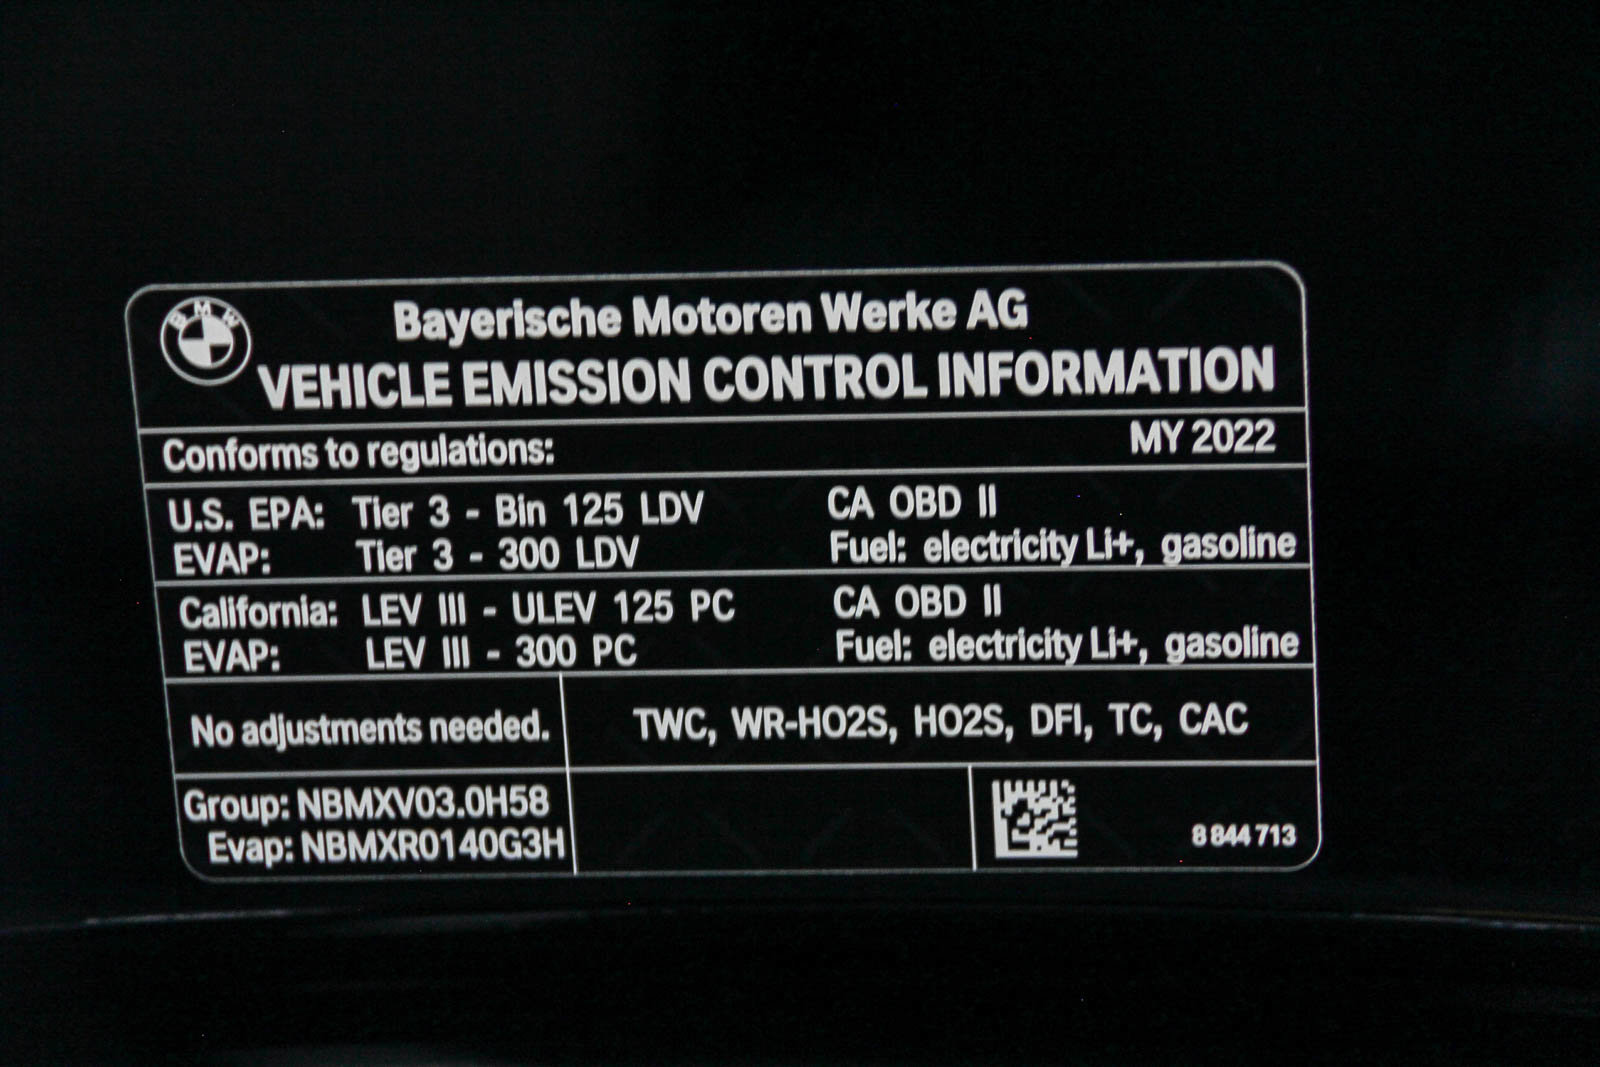 BMW
Bayerische Motoren Werke AG
VEHICLE EMISSION CONTROL INFORMATION
Conforms to regulations: MY 2022
U.S. EPA: Tier 3 - Bin 125 LDV CA OBD II
EVAP: Tier 3 - 300 LDV Fuel: electricity Li+, gasoline
California: LEV III - ULEV 125 PC CA OBD II
EVAP: LEV III - 300 PC Fuel: electricity Li+, gasoline
No adjustments needed. TWC, WR-HO2S, HO2S, DFI, TC, CAC
Group: NBMXV03.0H58
Evap: NBMXR0140G3H
8 844 713